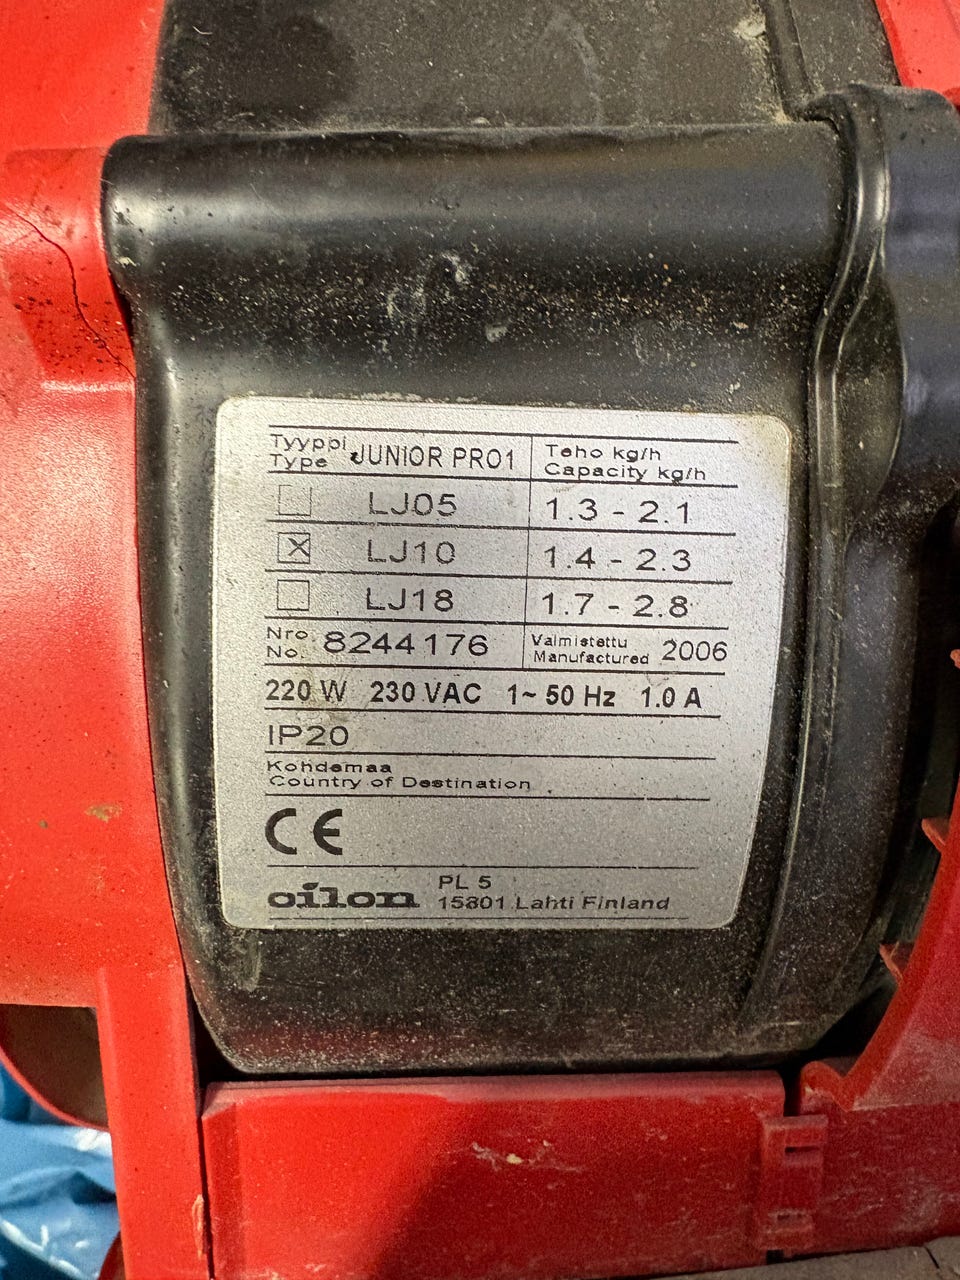 Tyyppi
Type JUNIOR PRO1
Teho kg/h
Capacity kg/h
LJ05 1.3 - 2.1
X LJ10 1.4 - 2.3
LJ18 1.7 - 2.8
Nro.
No. 8244176
Valmistettu
Manufactured 2006
220 W 230 VAC 1~ 50 Hz 1.0 A
IP20
Kohdemaa
Country of Destination
CE
oilon
PL 5
15801 Lahti Finland